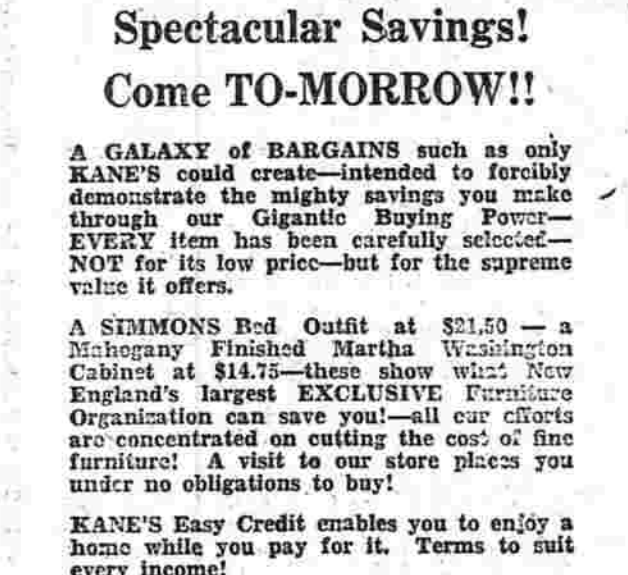 Spectacular Savings!
Come TO-MORROW!!
A GALAXY of BARGAINS such as only
KANE'S could create—intended to forcibly
demonstrate the mighty savings you make
through our Gigantic Buying Power—
EVERY item has been carefully selected—
NOT for its low price—but for the supreme
value it offers.
A SIMMONS Bed Outfit at $21.50 — a
Mahogany Finished Martha Washington
Cabinet at $14.75—these show what New
England's largest EXCLUSIVE Furniture
Organization can save you!—all our efforts
are concentrated on cutting the cost of fine
furniture! A visit to our store places you
under no obligations to buy!
KANE'S Easy Credit enables you to enjoy a
home while you pay for it. Terms to suit
every income!